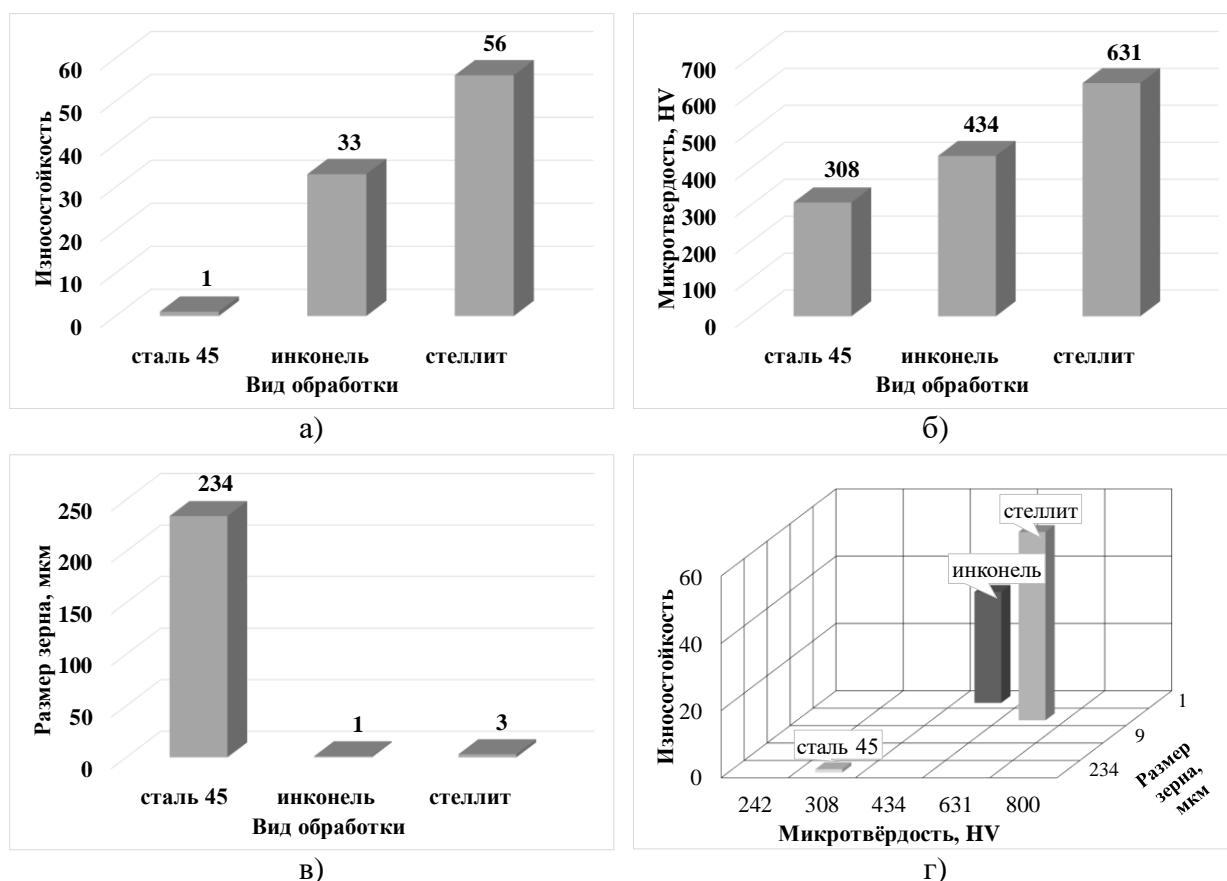 Износостойкость
60
50
40
30
20
10
0
1
33
56
сталь 45
инконель
стеллит
Вид обработки
а)
Микротвердость, HV
700
600
500
400
300
200
100
0
308
434
631
сталь 45
инконель
стеллит
Вид обработки
б)
Размер зерна, мкм
250
200
150
100
50
0
234
1
3
сталь 45
инконель
стеллит
Вид обработки
в)
Износостойкость
60
40
20
0
сталь 45
инконель
стеллит
242
308
434
631
800
Микротвёрдость, HV
234
9
1
Размер
зерна,
мкм
г)